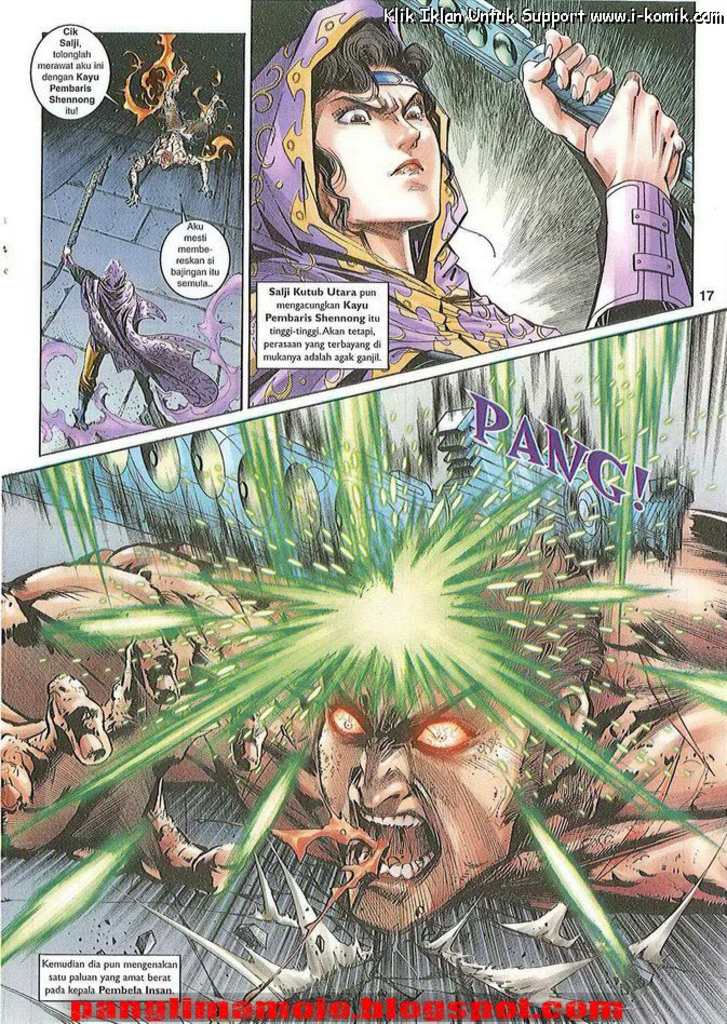 Klik Iklan Untuk Support www.i-komik.com
Cik
Salji,
tolonglah
merawat aku ini
dengan Kayu
Pembaris
Shennong
itu!
Aku
mesti
membe-
reskan si
bajingan itu
semula..
Salji Kutub Utara pun
mengacungkan Kayu
Pembaris Shennong itu
tinggi-tinggi. Akan tetapi,
perasaan yang terbayang di
mukanya adalah agak ganjil.
17
PANG!
Kemudian dia pun mengenakan
satu paluan yang amat berat
pada kepala Pembela Insan.
panglimamojo.blogspot.com